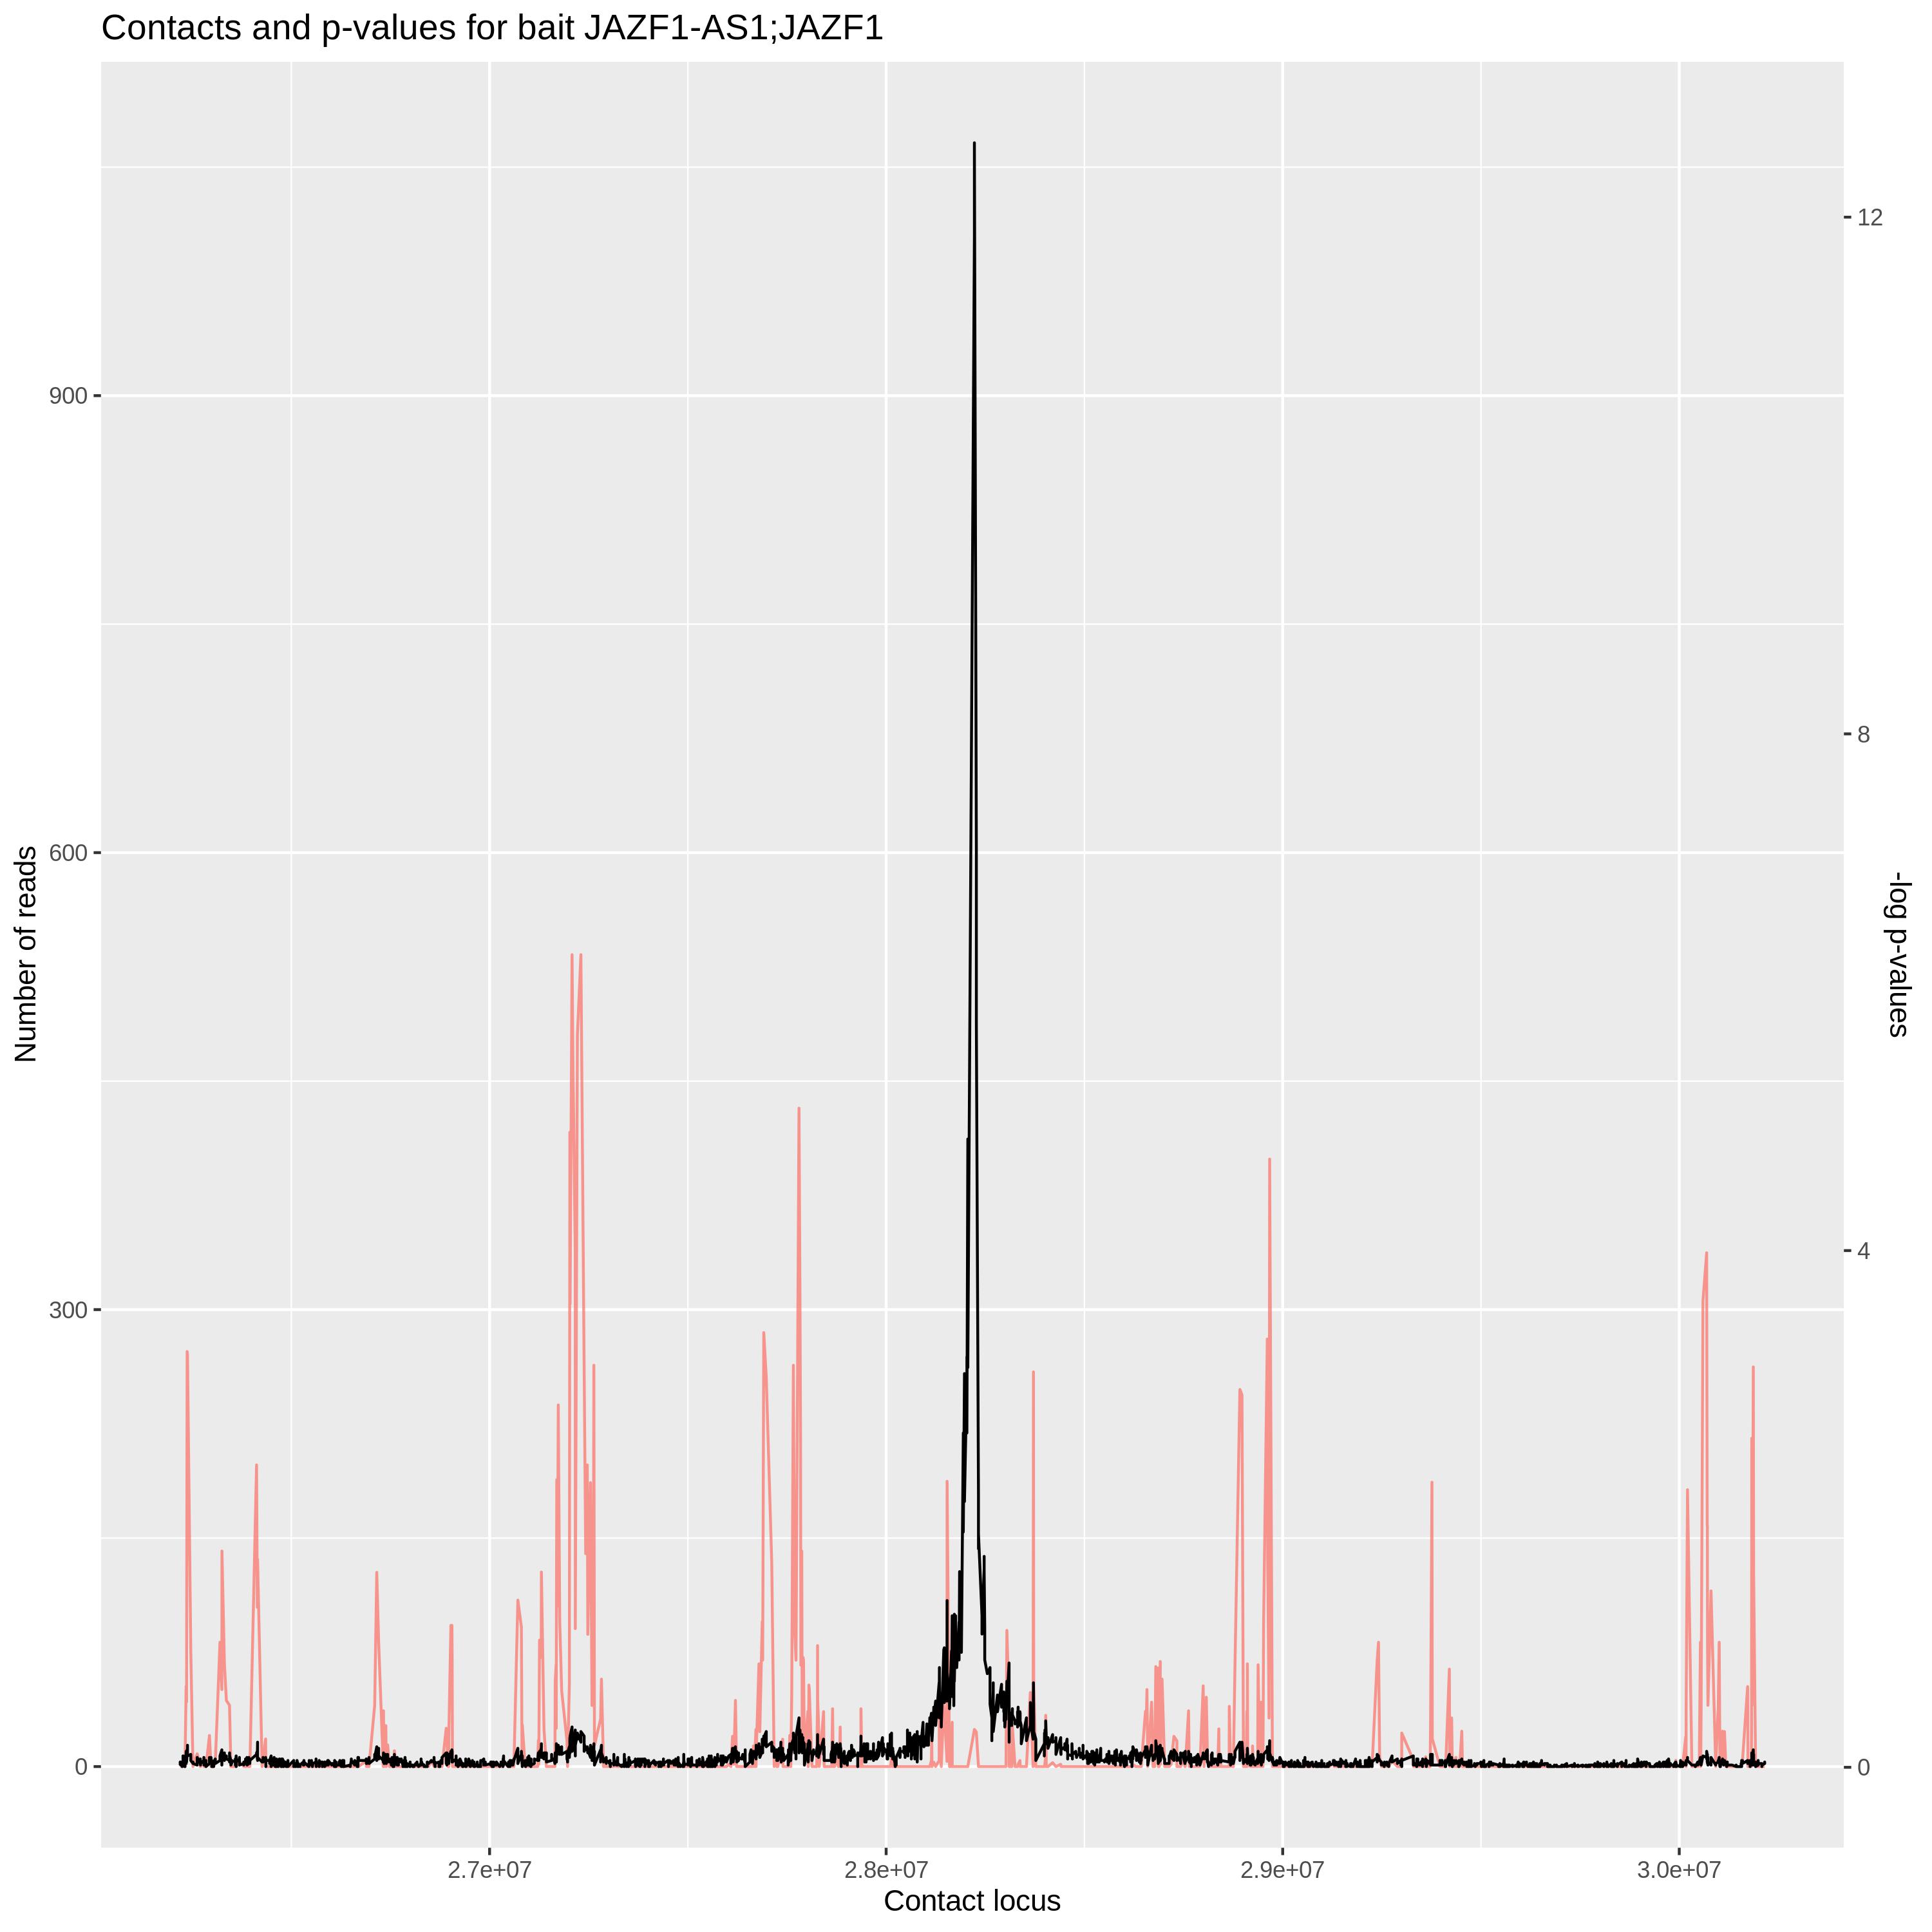 Contacts and p-values for bait JAZF1-AS1;JAZF1
Number of reads
900
600
300
0
-log p-values
12
8
4
0
2.7e+07
2.8e+07
2.9e+07
3.0e+07
Contact locus